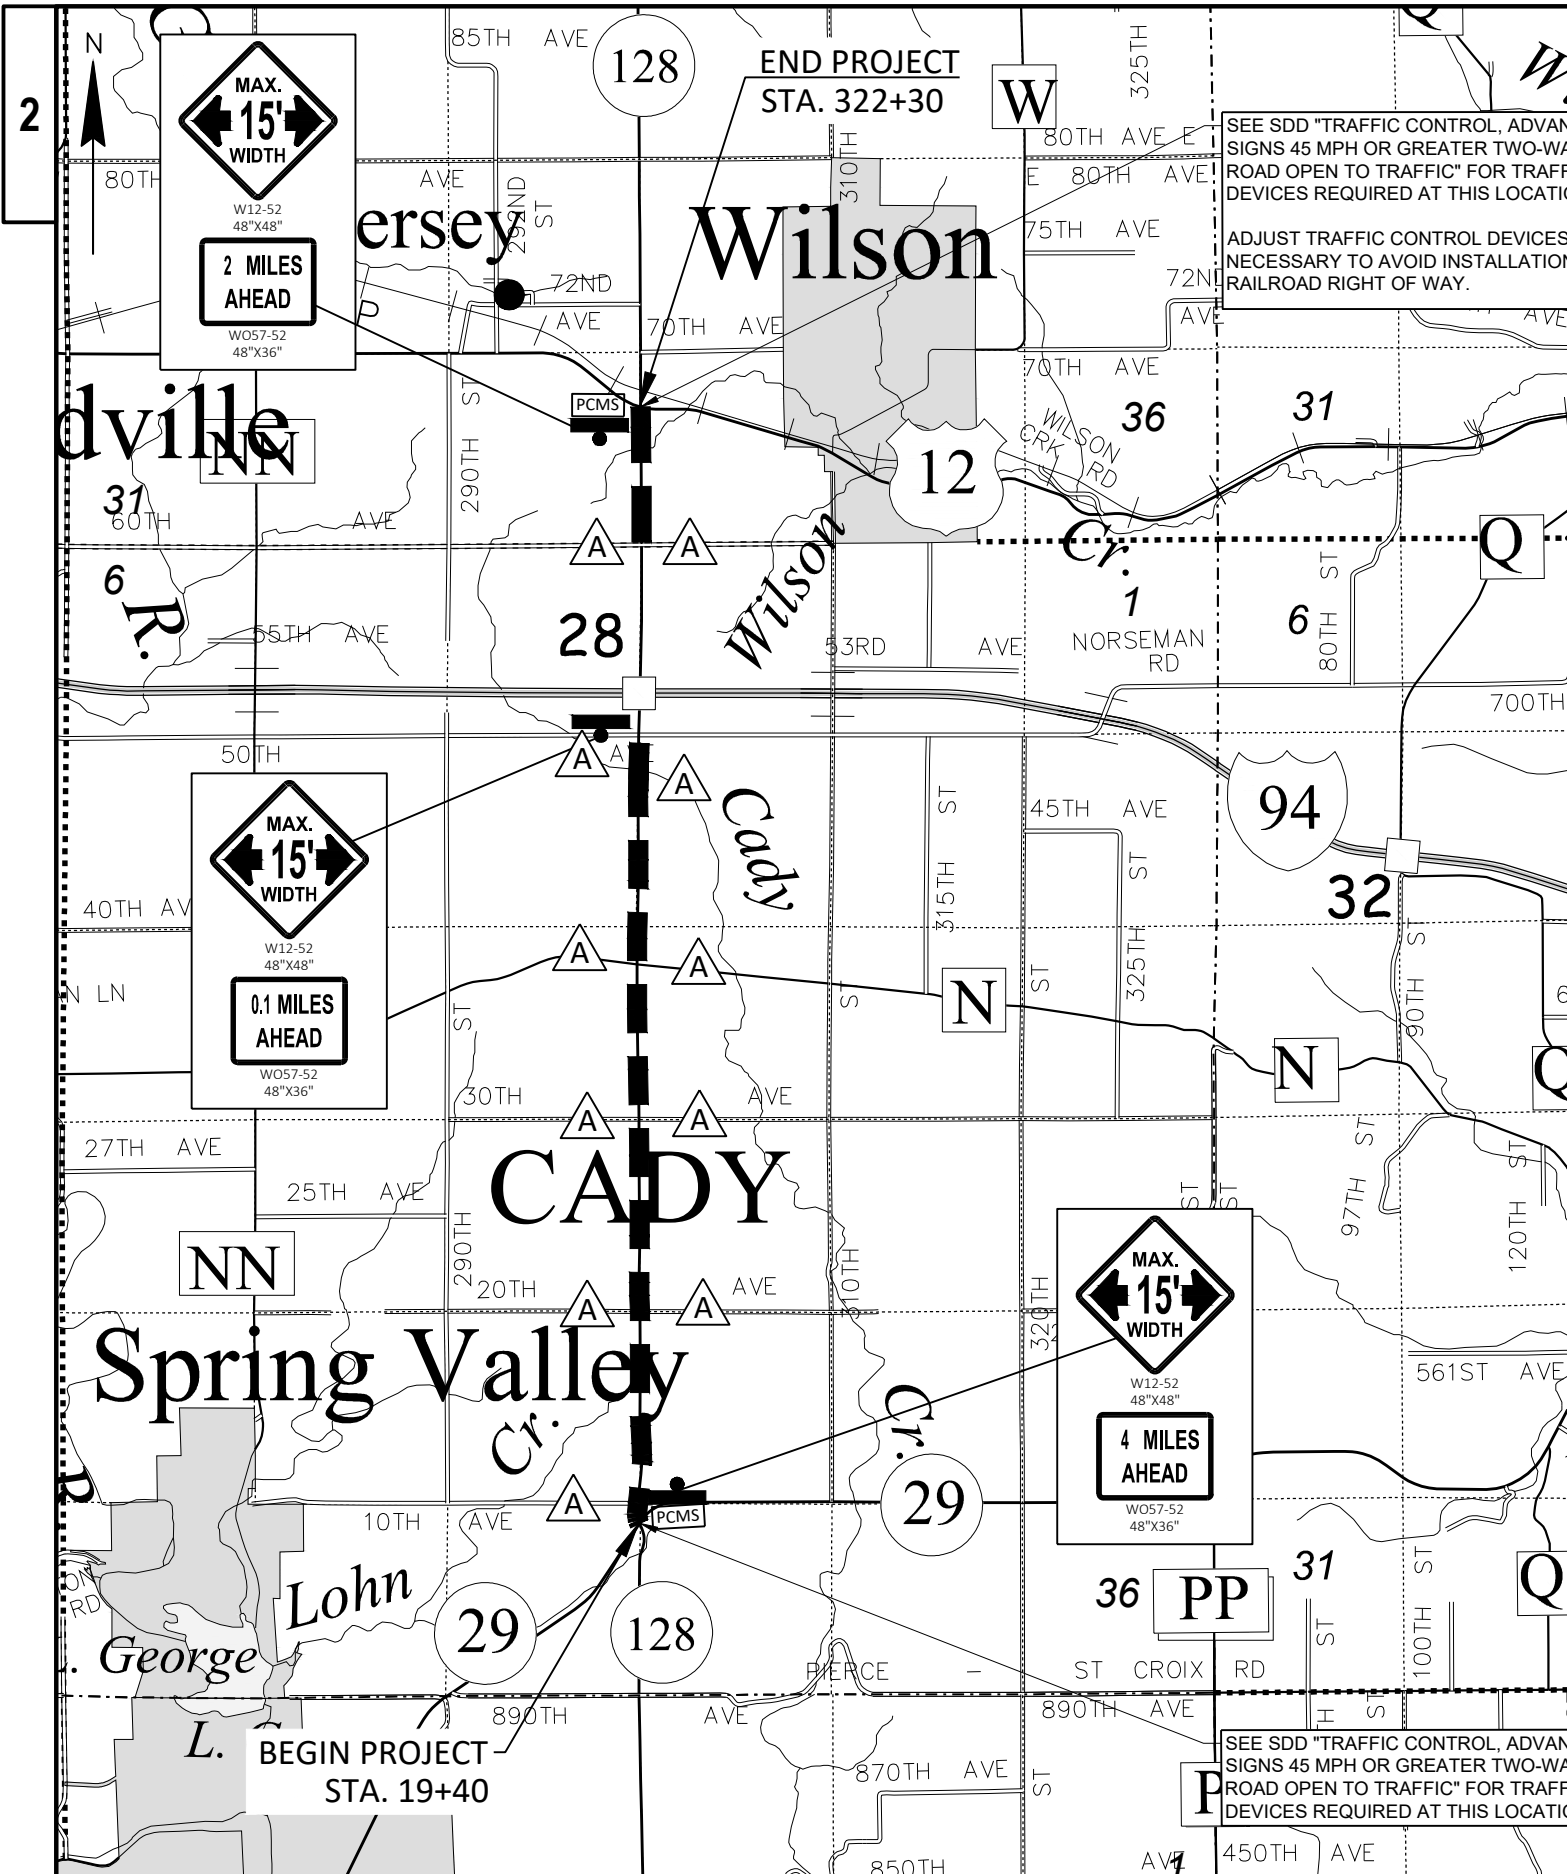 2
N
85TH AVE
128
END PROJECT
STA. 322+30
W
325TH
MAX.
15'
WIDTH
W12-52
48"X48"
2 MILES
AHEAD
WO57-52
48"X36"
80TH AVE E
E 80TH AVE
SEE SDD "TRAFFIC CONTROL, ADVAN
SIGNS 45 MPH OR GREATER TWO-WA
ROAD OPEN TO TRAFFIC" FOR TRAFF
DEVICES REQUIRED AT THIS LOCATIO
ADJUST TRAFFIC CONTROL DEVICES
NECESSARY TO AVOID INSTALLATION
RAILROAD RIGHT OF WAY.
80TH AVE
292ND ST
310TH
ersey
Wilson
75TH AVE
72ND AVE
72ND AVE
70TH AVE
70TH AVE
PCMS
dville
NN
290TH ST
12
WILSON CRK RD
36
31
31
60TH AVE
A A
Wilson
Cr.
Q
6
R.
55TH AVE
28
53RD AVE
1
NORSEMAN RD
6
80TH ST
700TH
50TH AVE
A
A
Cady
94
32
MAX.
15'
WIDTH
W12-52
48"X48"
0.1 MILES
AHEAD
WO57-52
48"X36"
45TH AVE
315TH ST
325TH ST
40TH AV
N LN
A A
N
N
90TH ST
Q
30TH AVE
A A
27TH AVE
25TH AVE
CADY
NN
290TH ST
20TH AVE
A A
310TH ST
320TH ST
97TH ST
120TH ST
MAX.
15'
WIDTH
W12-52
48"X48"
4 MILES
AHEAD
WO57-52
48"X36"
Spring Valley
Cr.
Cr.
561ST AVE
A
PCMS
29
10TH AVE
Lohn
29
128
36
PP
31
Q
100TH ST
George
PIERCE - ST CROIX RD
890TH AVE
890TH AVE
L.
BEGIN PROJECT
STA. 19+40
SEE SDD "TRAFFIC CONTROL, ADVAN
SIGNS 45 MPH OR GREATER TWO-WA
ROAD OPEN TO TRAFFIC" FOR TRAFF
DEVICES REQUIRED AT THIS LOCATIO
870TH AVE
850TH AVE
1
450TH AVE